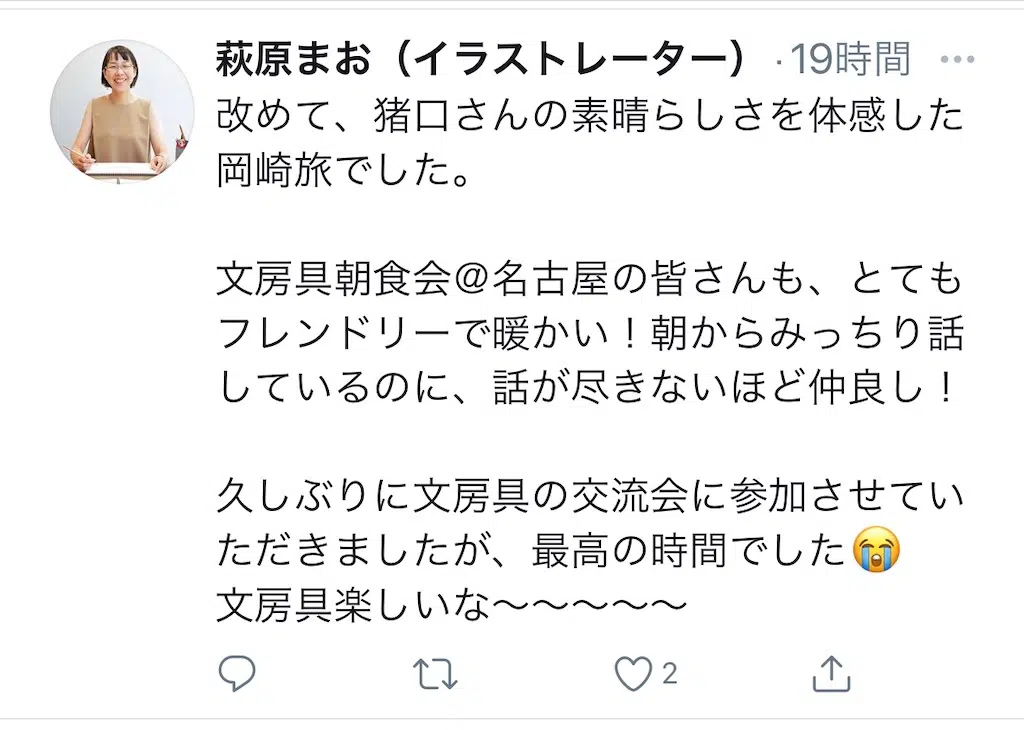 萩原まお（イラストレーター） ·19時間 …
改めて、猪口さんの素晴らしさを体感した
岡崎旅でした。
文房具朝食会@名古屋の皆さんも、とても
フレンドリーで暖かい！朝からみっちり話
しているのに、話が尽きないほど仲良し！
久しぶりに文房具の交流会に参加させてい
ただきましたが、最高の時間でした😭
文房具楽しいな〜〜〜〜〜
2